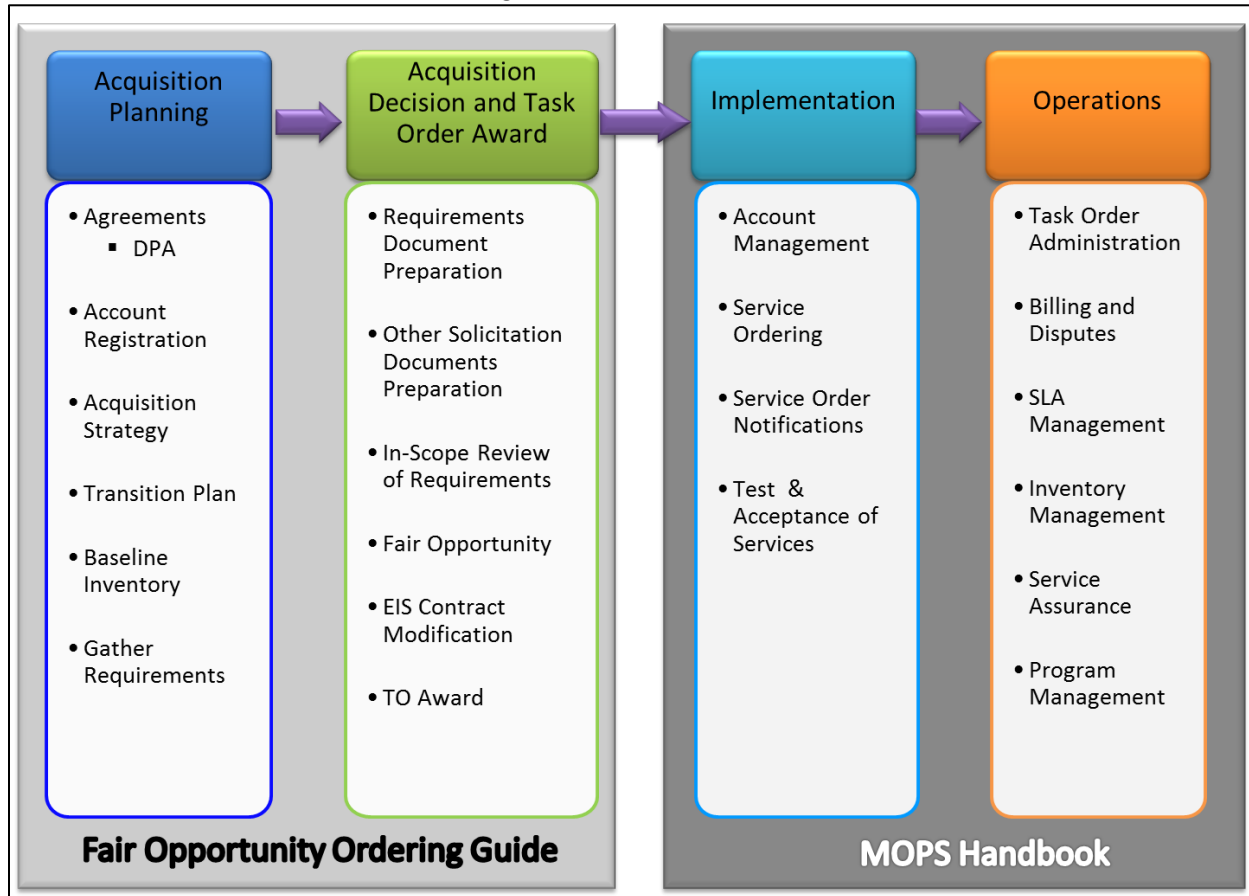 Acquisition
Planning
• Agreements
▪ DPA
• Account
Registration
• Acquisition
Strategy
• Transition Plan
• Baseline
Inventory
• Gather
Requirements
Acquisition
Decision and Task
Order Award
• Requirements
Document
Preparation
• Other Solicitation
Documents
Preparation
• In-Scope Review
of Requirements
• Fair Opportunity
• EIS Contract
Modification
• TO Award
Fair Opportunity Ordering Guide
Implementation
• Account
Management
• Service
Ordering
• Service Order
Notifications
• Test &
Acceptance of
Services
Operations
• Task Order
Administration
• Billing and
Disputes
• SLA
Management
• Inventory
Management
• Service
Assurance
• Program
Management
MOPS Handbook